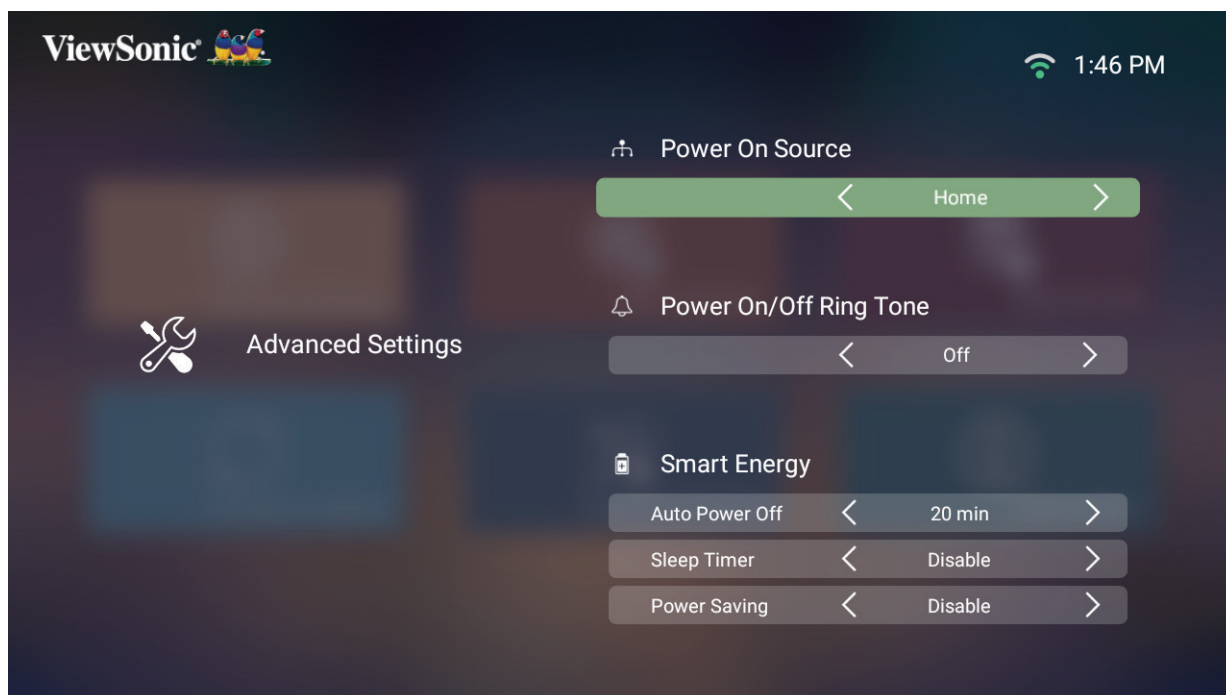 ViewSonic®
1:46 PM
Power On Source
Home
Power On/Off Ring Tone
Off
Advanced Settings
Smart Energy
Auto Power Off 20 min
Sleep Timer Disable
Power Saving Disable